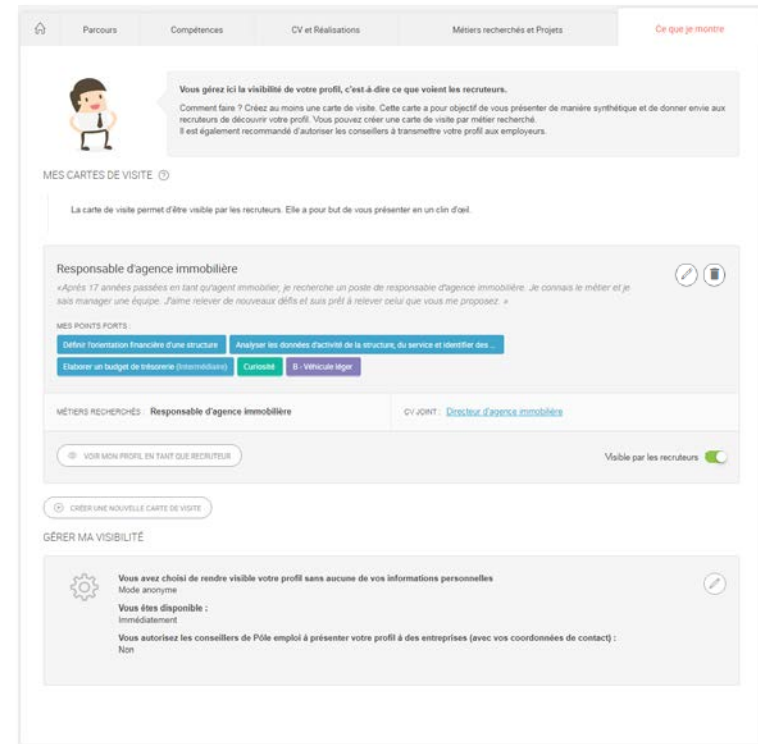 Parcours Compétences CV et Réalisations Métiers recherchés et Projets Ce que je montre
Vous gérez ici la visibilité de votre profil, c'est-à-dire ce que voient les recruteurs.
Comment faire ? Créez au moins une carte de visite. Cette carte a pour objectif de vous présenter de manière synthétique et de donner envie aux
recruteurs de découvrir votre profil. Vous pouvez créer une carte de visite par métier recherché.
Il est également recommandé d'autoriser les conseillers à transmettre votre profil aux employeurs.
MES CARTES DE VISITE ?
La carte de visite permet d'être visible par les recruteurs. Elle a pour but de vous présenter en un clin d'œil.
Responsable d'agence immobilière
«Après 17 années passées en tant qu'agent immobilier, je recherche un poste de responsable d'agence immobilière. Je connais le métier et je
sais manager une équipe. J'aime relever de nouveaux défis et suis prêt à relever celui que vous me proposez. »
MES POINTS FORTS :
Définir l'orientation financière d'une structure Analyser les données d'activité de la structure, du service et identifier des ...
Elaborer un budget de trésorerie (Intermédiaire) Curiosité B - Véhicule léger
MÉTIERS RECHERCHÉS : Responsable d'agence immobilière CV JOINT : Directeur d'agence immobilière
VOIR MON PROFIL EN TANT QUE RECRUTEUR Visible par les recruteurs
CRÉER UNE NOUVELLE CARTE DE VISITE
GÉRER MA VISIBILITÉ
Vous avez choisi de rendre visible votre profil sans aucune de vos informations personnelles
Mode anonyme
Vous êtes disponible :
Immédiatement
Vous autorisez les conseillers de Pôle emploi à présenter votre profil à des entreprises (avec vos coordonnées de contact) :
Non